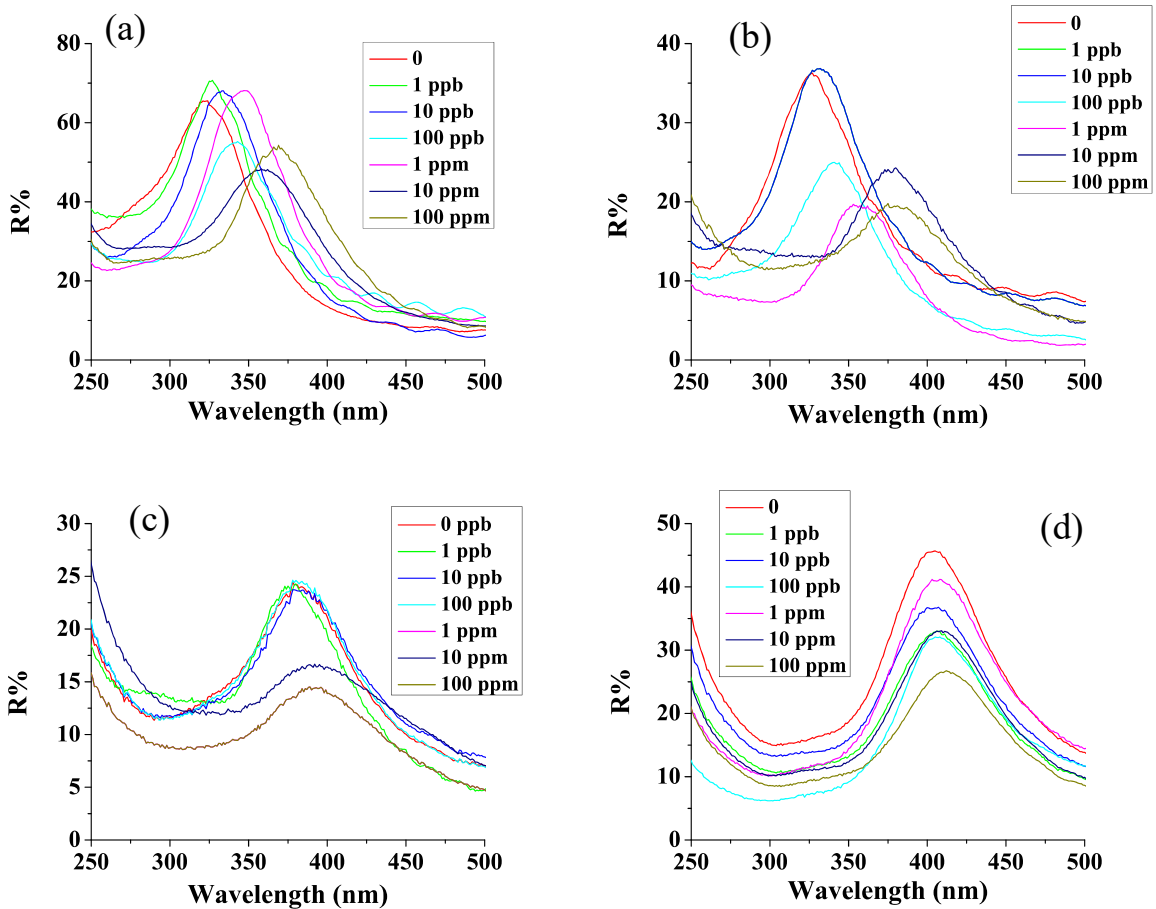 (a)
80
60
40
20
0
R%
250 300 350 400 450 500
Wavelength (nm)
0
1 ppb
10 ppb
100 ppb
1 ppm
10 ppm
100 ppm
(b)
40
30
20
10
0
R%
250 300 350 400 450 500
Wavelength (nm)
0
1 ppb
10 ppb
100 ppb
1 ppm
10 ppm
100 ppm
(c)
30
25
20
15
10
5
0
R%
250 300 350 400 450 500
Wavelength (nm)
0 ppb
1 ppb
10 ppb
100 ppb
1 ppm
10 ppm
100 ppm
(d)
50
40
30
20
10
0
R%
250 300 350 400 450 500
Wavelength (nm)
0
1 ppb
10 ppb
100 ppb
1 ppm
10 ppm
100 ppm